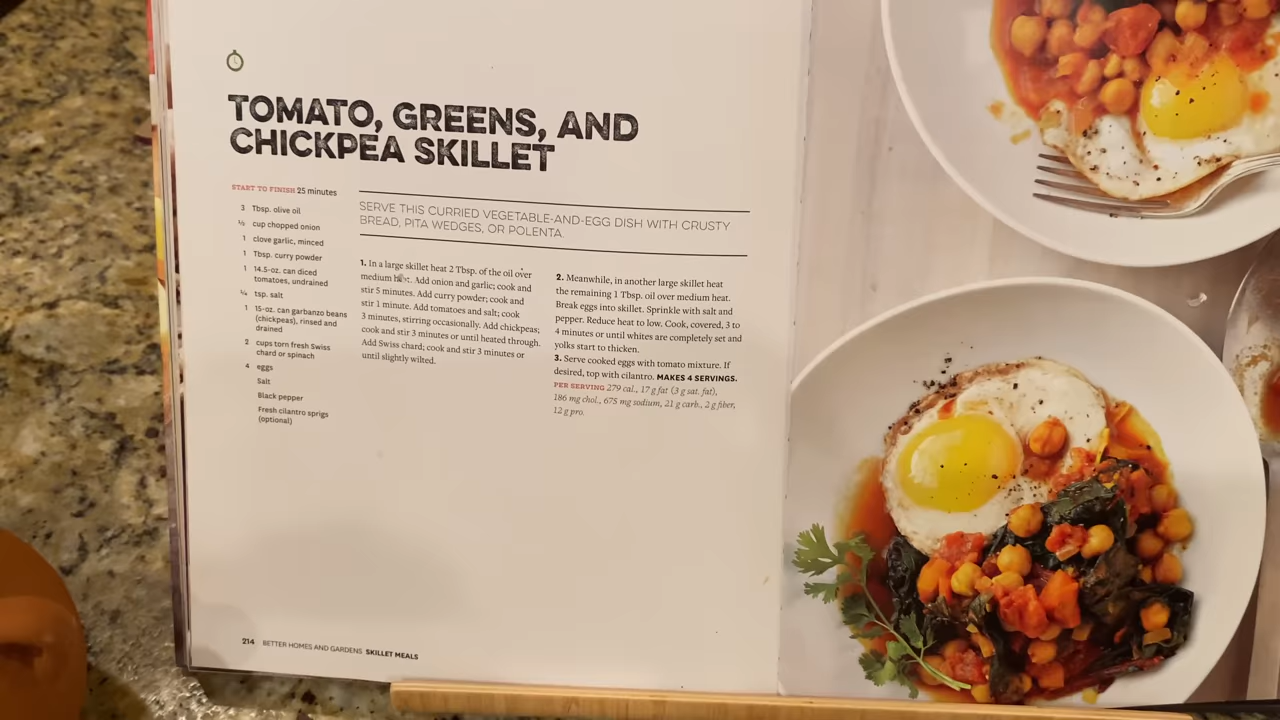 TOMATO, GREENS, AND
CHICKPEA SKILLET
START TO FINISH 25 minutes
3 Tbsp. olive oil
½ cup chopped onion
1 clove garlic, minced
1 Tbsp. curry powder
1 14.5-oz. can diced
tomatoes, undrained
¼ tsp. salt
1 15-oz. can garbanzo beans
(chickpeas), rinsed and
drained
2 cups torn fresh Swiss
chard or spinach
4 eggs
Salt
Black pepper
Fresh cilantro sprigs
(optional)
SERVE THIS CURRIED VEGETABLE-AND-EGG DISH WITH CRUSTY
BREAD, PITA WEDGES, OR POLENTA.
1. In a large skillet heat 2 Tbsp. of the oil over
medium heat. Add onion and garlic; cook and
stir 5 minutes. Add curry powder; cook and
stir 1 minute. Add tomatoes and salt; cook
3 minutes, stirring occasionally. Add chickpeas;
cook and stir 3 minutes or until heated through.
Add Swiss chard; cook and stir 3 minutes or
until slightly wilted.
2. Meanwhile, in another large skillet heat
the remaining 1 Tbsp. oil over medium heat.
Break eggs into skillet. Sprinkle with salt and
pepper. Reduce heat to low. Cook, covered, 3 to
4 minutes or until whites are completely set and
yolks start to thicken.
3. Serve cooked eggs with tomato mixture. If
desired, top with cilantro. MAKES 4 SERVINGS.
PER SERVING 279 cal., 17 g fat (3 g sat. fat),
186 mg chol., 675 mg sodium, 21 g carb., 2 g fiber,
12 g pro.
214 BETTER HOMES AND GARDENS SKILLET MEALS